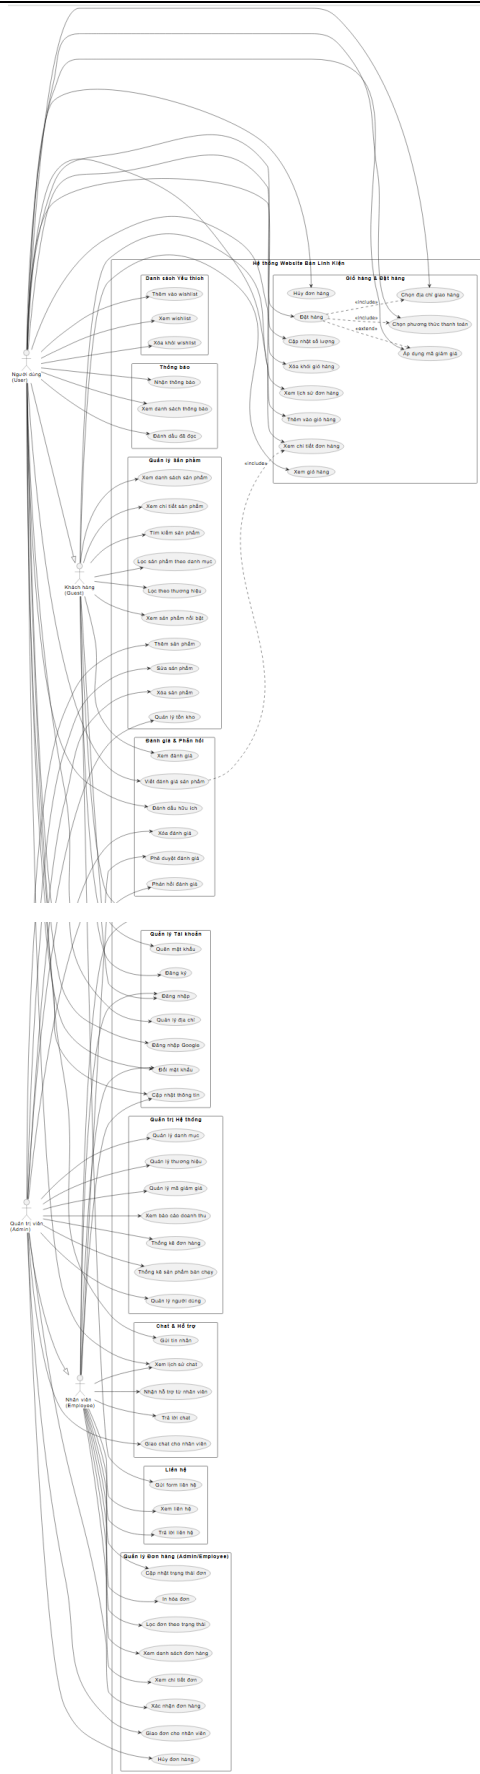 Hệ thống Website Bán Linh Kiện
Danh sách Yêu thích
Thêm vào wishlist
Xem wishlist
Xóa khỏi wishlist
Giỏ hàng & Đặt hàng
Hủy đơn hàng
Đặt hàng
Cập nhật số lượng
Xóa khỏi giỏ hàng
Xem lịch sử đơn hàng
Thêm vào giỏ hàng
Xem chi tiết đơn hàng
Xem giỏ hàng
«include»
«include»
«extend»
Chọn địa chỉ giao hàng
Chọn phương thức thanh toán
Áp dụng mã giảm giá
Người dùng
(User)
Thông báo
Nhận thông báo
Xem danh sách thông báo
Đánh dấu đã đọc
«include»
Quản lý Sản phẩm
Xem danh sách sản phẩm
Xem chi tiết sản phẩm
Tìm kiếm sản phẩm
Lọc sản phẩm theo danh mục
Lọc theo thương hiệu
Xem sản phẩm nổi bật
Thêm sản phẩm
Sửa sản phẩm
Xóa sản phẩm
Quản lý tồn kho
Khách hàng
(Guest)
Đánh giá & Phản hồi
Xem đánh giá
Viết đánh giá sản phẩm
Đánh dấu hữu ích
Xóa đánh giá
Phê duyệt đánh giá
Phản hồi đánh giá
Quản lý Tài khoản
Quên mật khẩu
Đăng ký
Đăng nhập
Quản lý địa chỉ
Đăng nhập Google
Đổi mật khẩu
Cập nhật thông tin
Quản trị Hệ thống
Quản lý danh mục
Quản lý thương hiệu
Quản lý mã giảm giá
Xem báo cáo doanh thu
Thống kê đơn hàng
Thống kê sản phẩm bán chạy
Quản lý người dùng
Quản trị viên
(Admin)
Chat & Hỗ trợ
Gửi tin nhắn
Xem lịch sử chat
Nhận hỗ trợ từ nhân viên
Trả lời chat
Giao chat cho nhân viên
Nhân viên
(Employee)
Liên hệ
Gửi form liên hệ
Xem liên hệ
Trả lời liên hệ
Quản lý Đơn hàng (Admin/Employee)
Cập nhật trạng thái đơn
In hóa đơn
Lọc đơn theo trạng thái
Xem danh sách đơn hàng
Xem chi tiết đơn
Xác nhận đơn hàng
Giao đơn cho nhân viên
Hủy đơn hàng